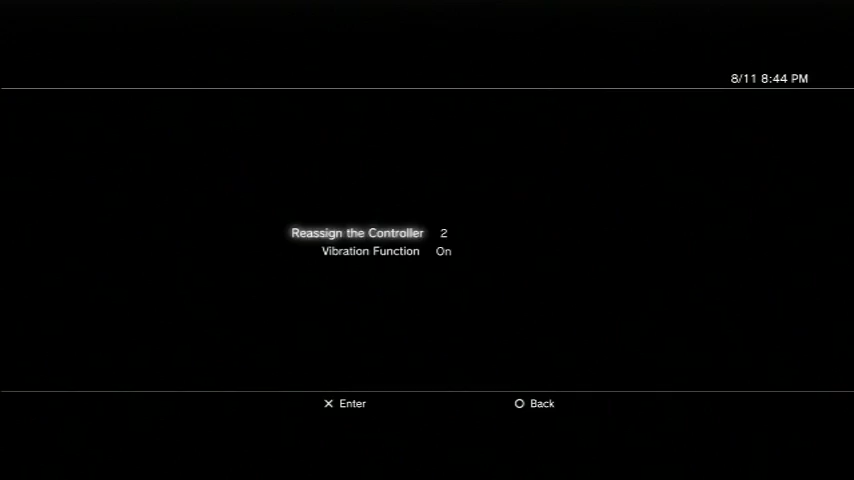 8/11 8:44 PM
Reassign the Controller 2
Vibration Function On
X Enter
O Back